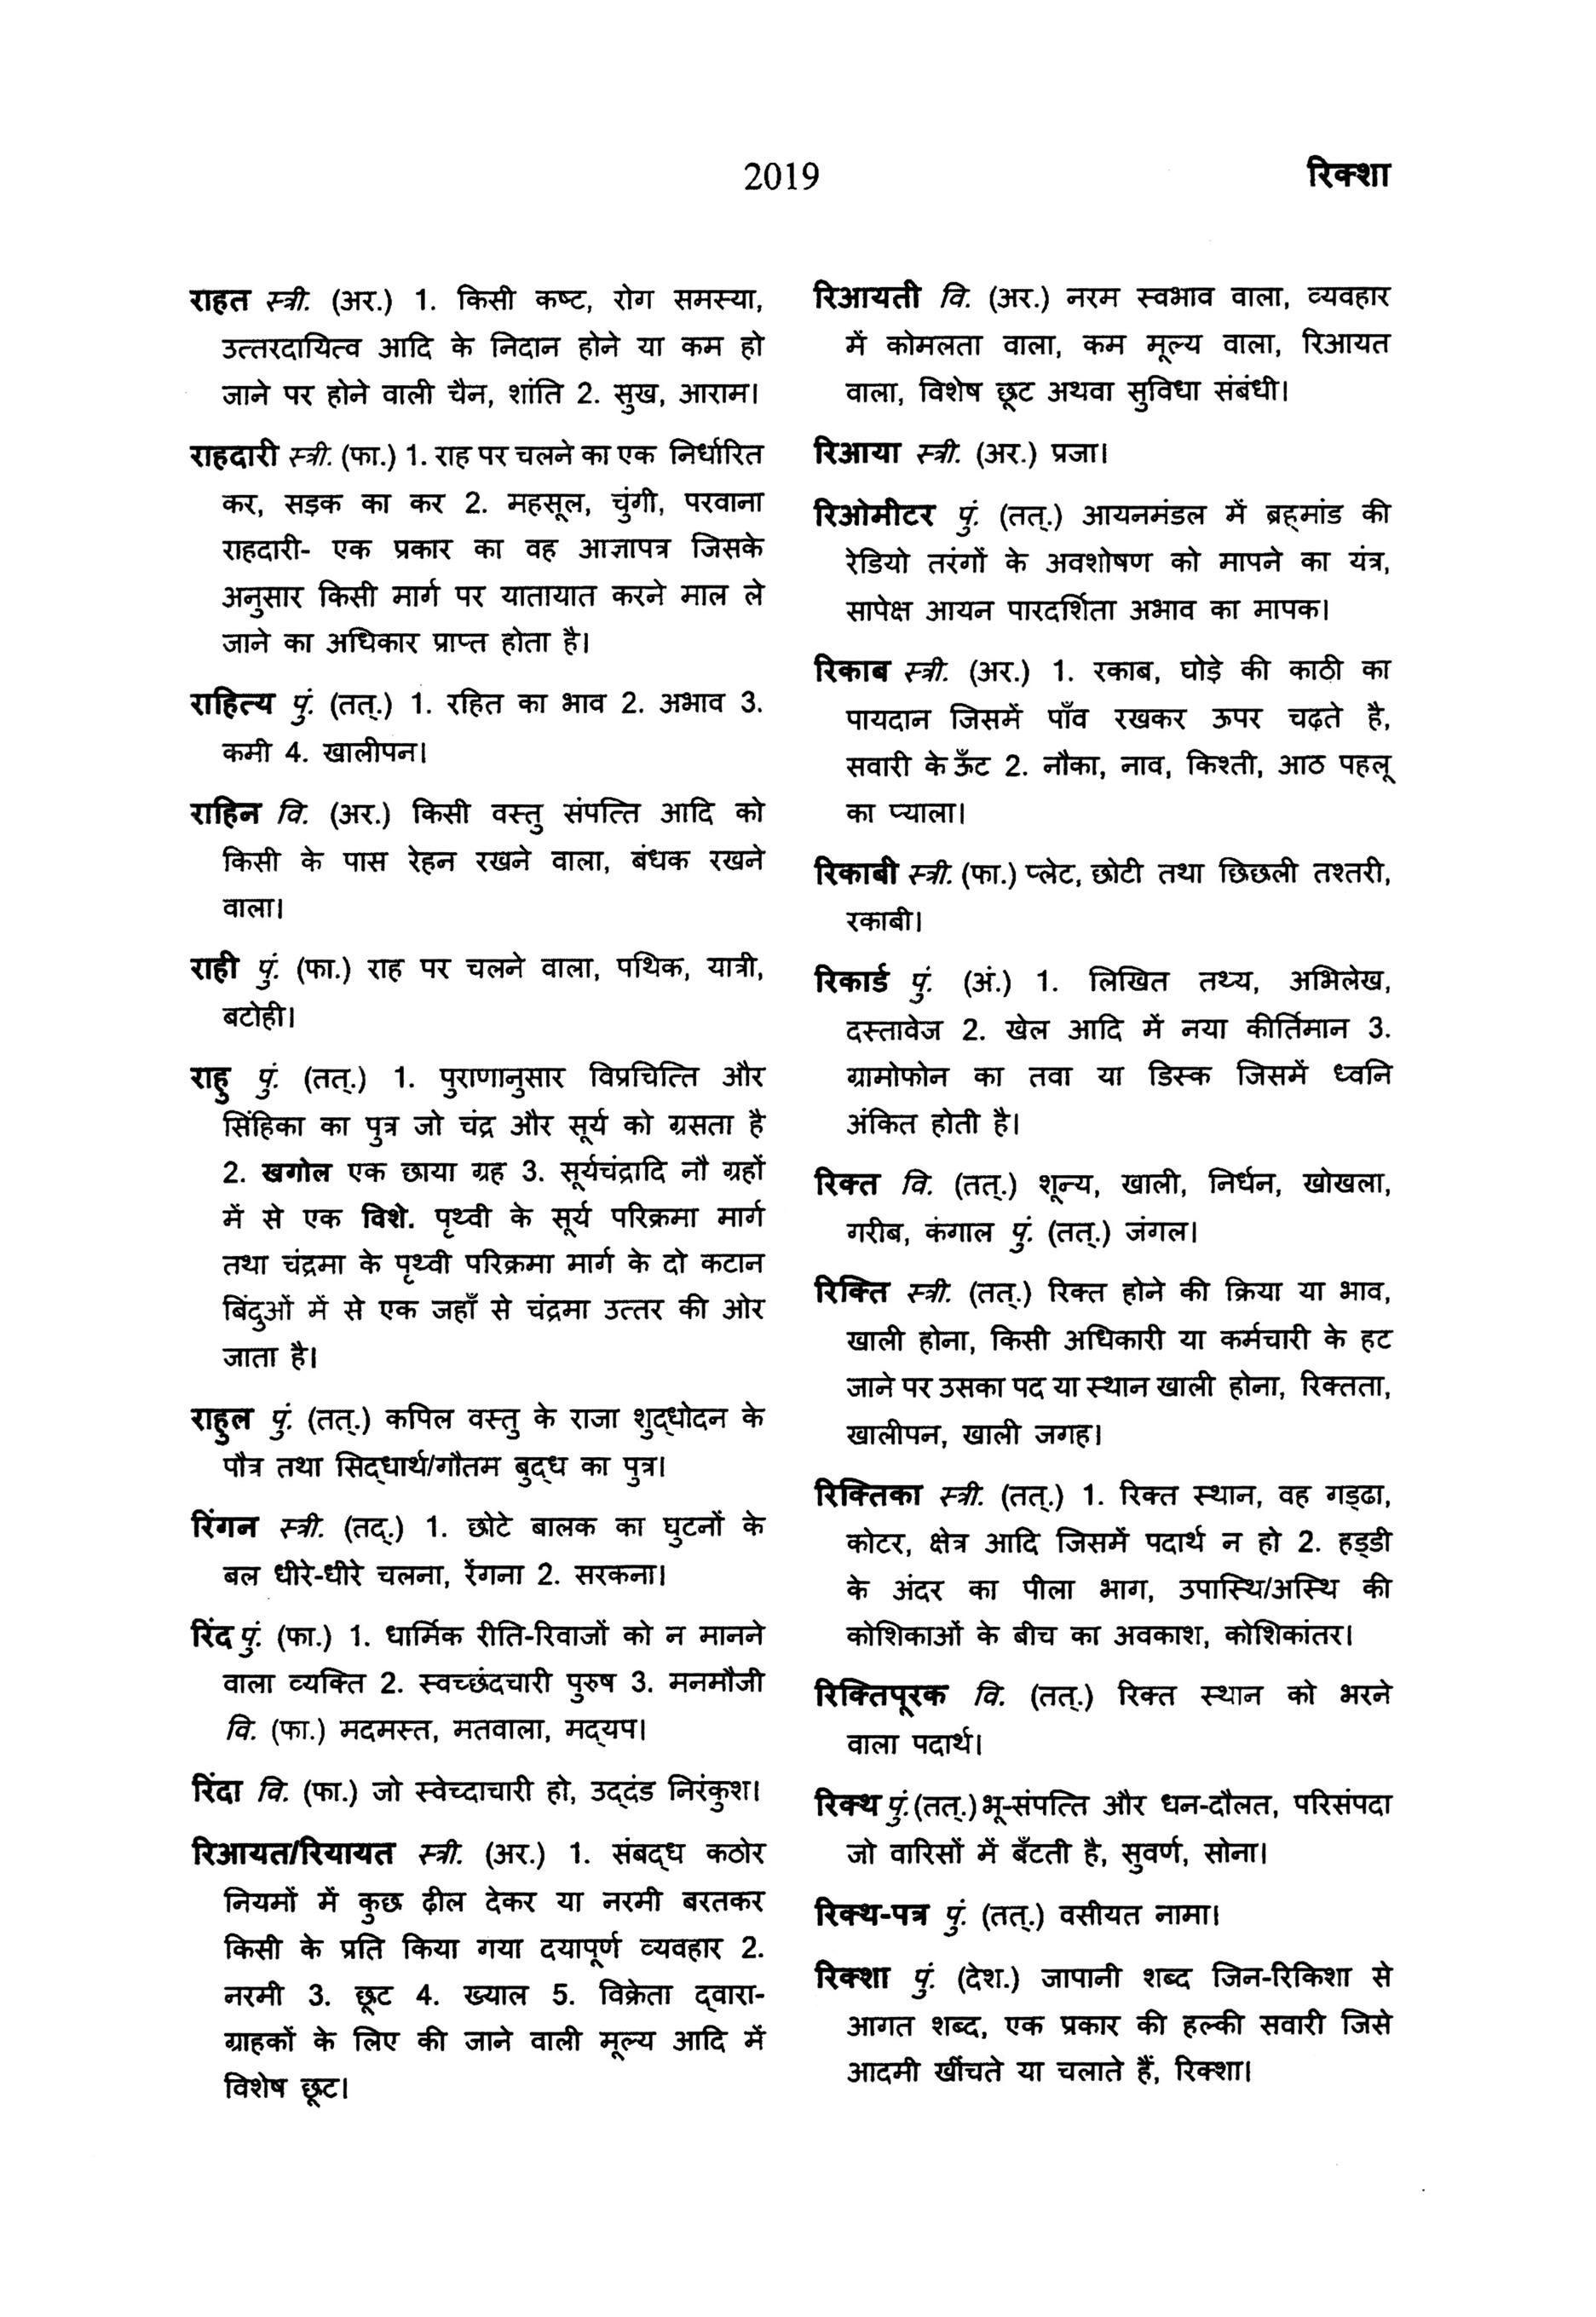 2019
रिक्शा
राहत स्त्री. (अर.) 1. किसी कष्ट, रोग समस्या,
उत्तरदायित्व आदि के निदान होने या कम हो
जाने पर होने वाली चैन, शांति 2. सुख, आराम।
राहदारी स्त्री. (फा.) 1. राह पर चलने का एक निर्धारित
कर, सड़क का कर 2. महसूल, चुंगी, परवाना
राहदारी- एक प्रकार का वह आज्ञापत्र जिसके
अनुसार किसी मार्ग पर यातायात करने माल ले
जाने का अधिकार प्राप्त होता है।
राहित्य पुं. (तत्.) 1. रहित का भाव 2. अभाव 3.
कमी 4. खालीपन।
राहिन वि. (अर.) किसी वस्तु संपत्ति आदि को
किसी के पास रेहन रखने वाला, बंधक रखने
वाला।
राही पुं. (फा.) राह पर चलने वाला, पथिक, यात्री,
बटोही।
राहु पुं. (तत्.) 1. पुराणानुसार विप्रचित्ति और
सिंहिका का पुत्र जो चंद्र और सूर्य को ग्रसता है
2. खगोल एक छाया ग्रह 3. सूर्यचंद्रादि नौ ग्रहों
में से एक विशे. पृथ्वी के सूर्य परिक्रमा मार्ग
तथा चंद्रमा के पृथ्वी परिक्रमा मार्ग के दो कटान
बिंदुओं में से एक जहाँ से चंद्रमा उत्तर की ओर
जाता है।
राहुल पुं. (तत्.) कपिल वस्तु के राजा शुद्धोदन के
पौत्र तथा सिद्धार्थ/गौतम बुद्ध का पुत्र।
रिंगन स्त्री. (तद्.) 1. छोटे बालक का घुटनों के
बल धीरे-धीरे चलना, रेंगना 2. सरकना।
रिंद पुं. (फा.) 1. धार्मिक रीति-रिवाजों को न मानने
वाला व्यक्ति 2. स्वच्छंदचारी पुरुष 3. मनमौजी
वि. (फा.) मदमस्त, मतवाला, मद्यप।
रिंदा वि. (फा.) जो स्वेच्दाचारी हो, उद्दंड निरंकुश।
रिआयत/रियायत स्त्री. (अर.) 1. संबद्ध कठोर
नियमों में कुछ ढ़ील देकर या नरमी बरतकर
किसी के प्रति किया गया दयापूर्ण व्यवहार 2.
नरमी 3. छूट 4. ख्याल 5. विक्रेता द्वारा-
ग्राहकों के लिए की जाने वाली मूल्य आदि में
विशेष छूट।
रिआयती वि. (अर.) नरम स्वभाव वाला, व्यवहार
में कोमलता वाला, कम मूल्य वाला, रिआयत
वाला, विशेष छूट अथवा सुविधा संबंधी।
रिआया स्त्री. (अर.) प्रजा।
रिओमीटर पुं. (तत्.) आयनमंडल में ब्रह्मांड की
रेडियो तरंगों के अवशोषण को मापने का यंत्र,
सापेक्ष आयन पारदर्शिता अभाव का मापक।
रिकाब स्त्री. (अर.) 1. रकाब, घोड़े की काठी का
पायदान जिसमें पाँव रखकर ऊपर चढ़ते है,
सवारी के ऊँट 2. नौका, नाव, किश्ती, आठ पहलू
का प्याला।
रिकाबी स्त्री. (फा.) प्लेट, छोटी तथा छिछली तश्तरी,
रकाबी।
रिकार्ड पुं. (अं.) 1. लिखित तथ्य, अभिलेख,
दस्तावेज 2. खेल आदि में नया कीर्तिमान 3.
ग्रामोफोन का तवा या डिस्क जिसमें ध्वनि
अंकित होती है।
रिक्त वि. (तत्.) शून्य, खाली, निर्धन, खोखला,
गरीब, कंगाल पुं. (तत्.) जंगल।
रिक्ति स्त्री. (तत्.) रिक्त होने की क्रिया या भाव,
खाली होना, किसी अधिकारी या कर्मचारी के हट
जाने पर उसका पद या स्थान खाली होना, रिक्तता,
खालीपन, खाली जगह।
रिक्तिका स्त्री. (तत्.) 1. रिक्त स्थान, वह गड्ढा,
कोटर, क्षेत्र आदि जिसमें पदार्थ न हो 2. हड्डी
के अंदर का पीला भाग, उपास्थि/अस्थि की
कोशिकाओं के बीच का अवकाश, कोशिकांतर।
रिक्तिपूरक वि. (तत्.) रिक्त स्थान को भरने
वाला पदार्थ।
रिक्थ पुं. (तत्.) भू-संपत्ति और धन-दौलत, परिसंपदा
जो वारिसों में बँटती है, सुवर्ण, सोना।
रिक्थ-पत्र पुं. (तत्.) वसीयत नामा।
रिक्शा पुं. (देश.) जापानी शब्द जिन-रिकिशा से
आगत शब्द, एक प्रकार की हल्की सवारी जिसे
आदमी खींचते या चलाते हैं, रिक्शा।